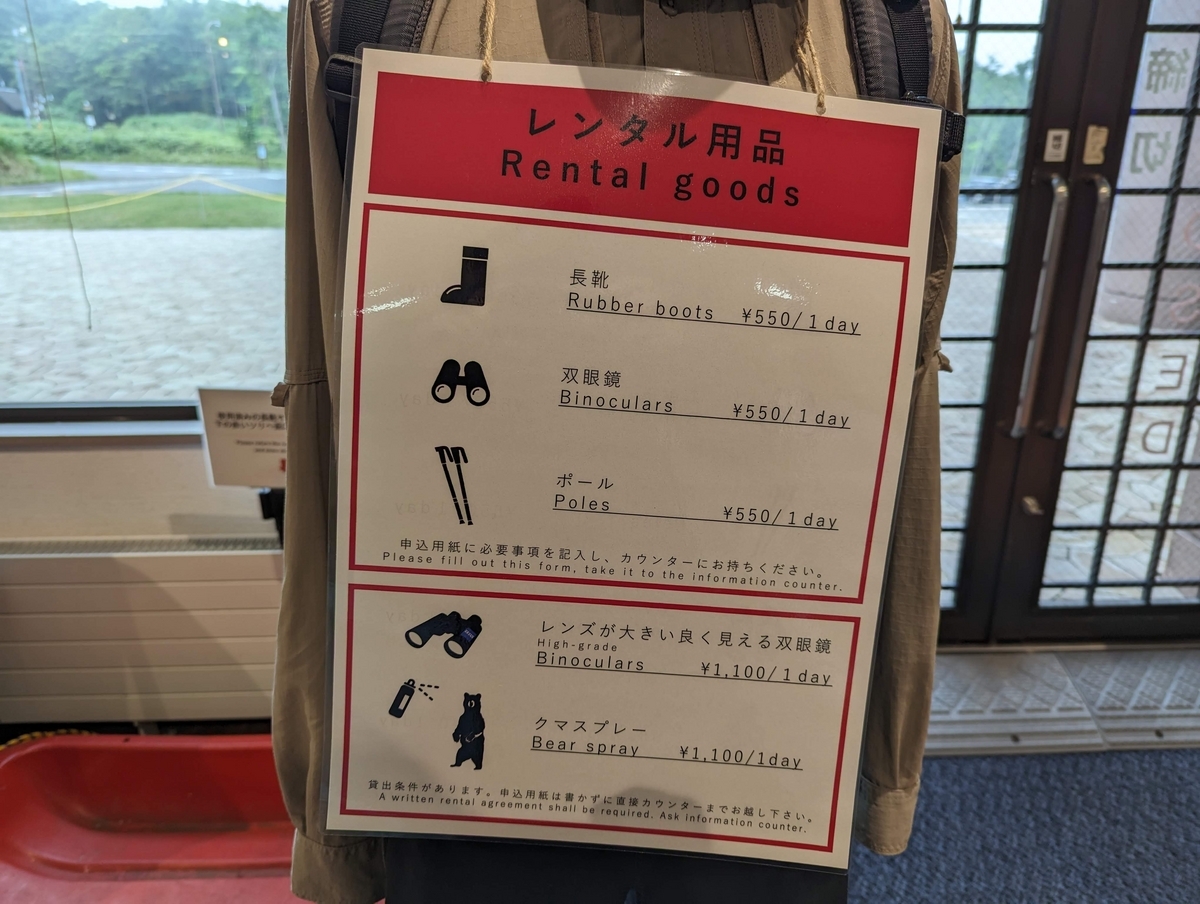 レンタル用品
Rental goods
長靴
Rubber boots ¥550/1day
双眼鏡
Binoculars ¥550/1day
ポール
Poles ¥550/1day
申込用紙に必要事項を記入し、カウンターにお持ちください。
Please fill out this form, take it to the information counter.
レンズが大きい良く見える双眼鏡
High-grade
Binoculars ¥1,100/1day
クマスプレー
Bear spray ¥1,100/1day
貸出条件があります。申込用紙は書かずに直接カウンターまでお越し下さい。
A written rental agreement shall be required. Ask information counter.
締
切
E
D